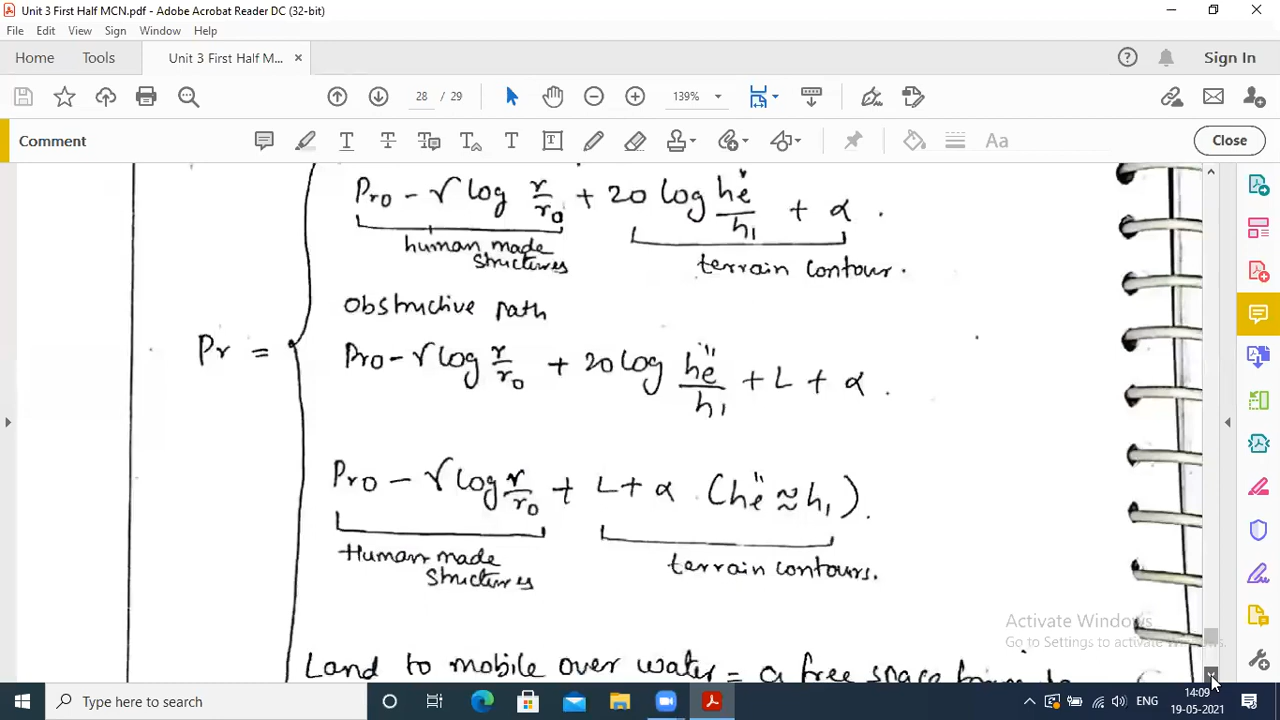 Unit 3 First Half MCN.pdf - Adobe Acrobat Reader DC (32-bit)
File Edit View Sign Window Help
Home Tools Unit 3 First Half M... × Sign In
28 / 29 139%
Comment Close
Pro - √ log r/r0 + 20 log he"/h1 + α .
human made structures
terrain contour.
Obstructive path
Pr =
Pro - √ log r/r0 + 20 log he"/h1 + L + α .
Pro - √ log r/r0 + L + α (he" ≈ h1).
Human made structures
terrain contours.
Activate Windows
Go to Settings to activate Windows.
Land to mobile over water = a free space
Type here to search
ENG
14:09
19-05-2021